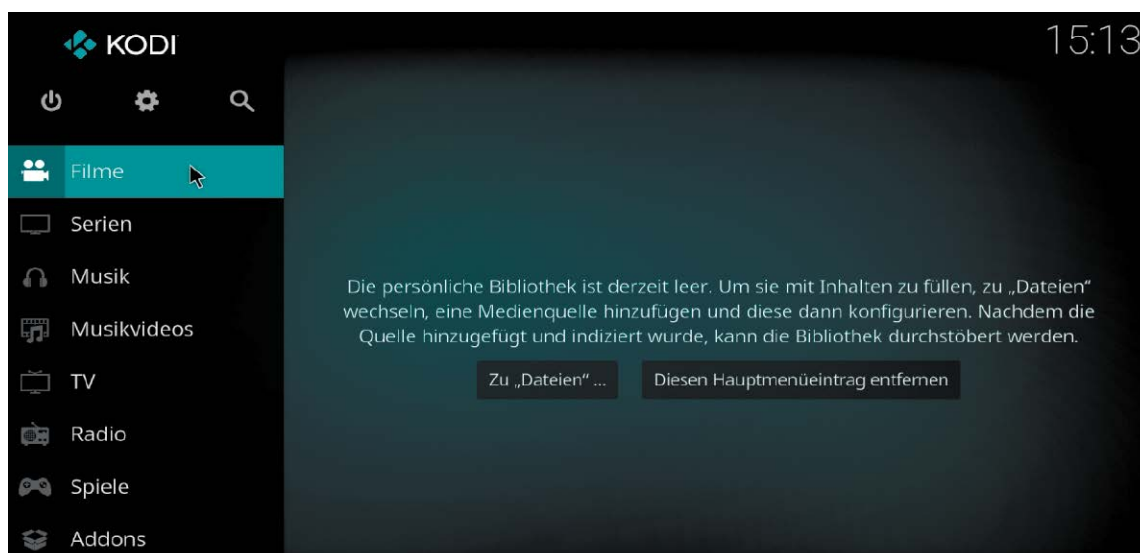 KODI
15:13
Filme
Serien
Musik
Musikvideos
TV
Radio
Spiele
Addons
Die persönliche Bibliothek ist derzeit leer. Um sie mit Inhalten zu füllen, zu „Dateien“
wechseln, eine Medienquelle hinzufügen und diese dann konfigurieren. Nachdem die
Quelle hinzugefügt und indiziert wurde, kann die Bibliothek durchstöbert werden.
Zu „Dateien“ ...
Diesen Hauptmenüeintrag entfernen